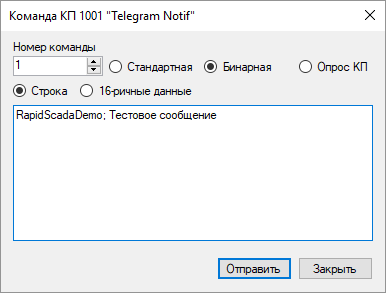 Команда КП 1001 "Telegram Notif"
Номер команды
1 Стандартная Бинарная Опрос КП
Строка 16-ричные данные
RapidScadaDemo; Тестовое сообщение
Отправить Закрыть